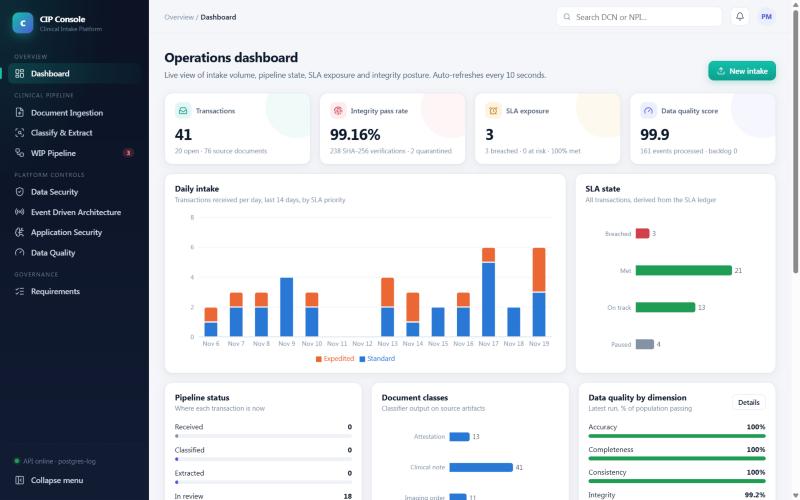 c
CIP Console
Clinical Intake Platform
OVERVIEW
Dashboard
CLINICAL PIPELINE
Document Ingestion
Classify & Extract
WIP Pipeline 3
PLATFORM CONTROLS
Data Security
Event Driven Architecture
Application Security
Data Quality
GOVERNANCE
Requirements
API online · postgres-log
Collapse menu
Overview / Dashboard
Search DCN or NPI...
PM
Operations dashboard
Live view of intake volume, pipeline state, SLA exposure and integrity posture. Auto-refreshes every 10 seconds.
New intake
Transactions
41
20 open · 76 source documents
Integrity pass rate
99.16%
238 SHA-256 verifications · 2 quarantined
SLA exposure
3
3 breached · 0 at risk · 100% met
Data quality score
99.9
161 events processed · backlog 0
Daily intake
Transactions received per day, last 14 days, by SLA priority
8
6
4
2
0
Nov 6 Nov 7 Nov 8 Nov 9 Nov 10 Nov 11 Nov 12 Nov 13 Nov 14 Nov 15 Nov 16 Nov 17 Nov 18 Nov 19
Expedited Standard
SLA state
All transactions, derived from the SLA ledger
Breached 3
Met 21
On track 13
Paused 4
Pipeline status
Where each transaction is now
Received 0
Classified 0
Extracted 0
In review 18
Document classes
Classifier output on source artifacts
Attestation 13
Clinical note 41
Imaging order 11
Data quality by dimension
Latest run, % of population passing
Details
Accuracy 100%
Completeness 100%
Consistency 100%
Integrity 99.2%